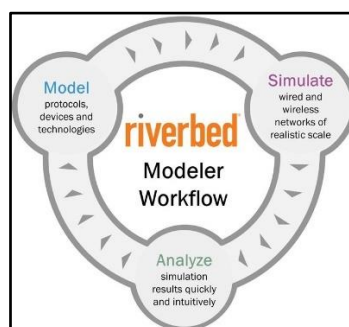 Model
protocols,
devices and
technologies
Simulate
wired and
wireless
networks of
realistic scale
riverbed®
Modeler
Workflow
Analyze
simulation
results quickly
and intuitively